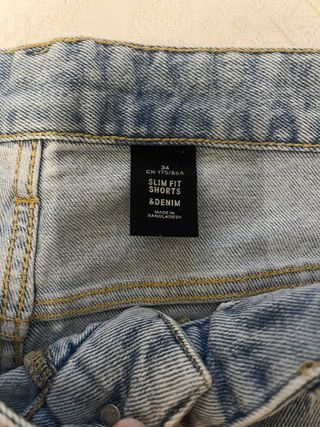 34
CN 175/86A
SLIM FIT
SHORTS
&DENIM
MADE IN
BANGLADESH